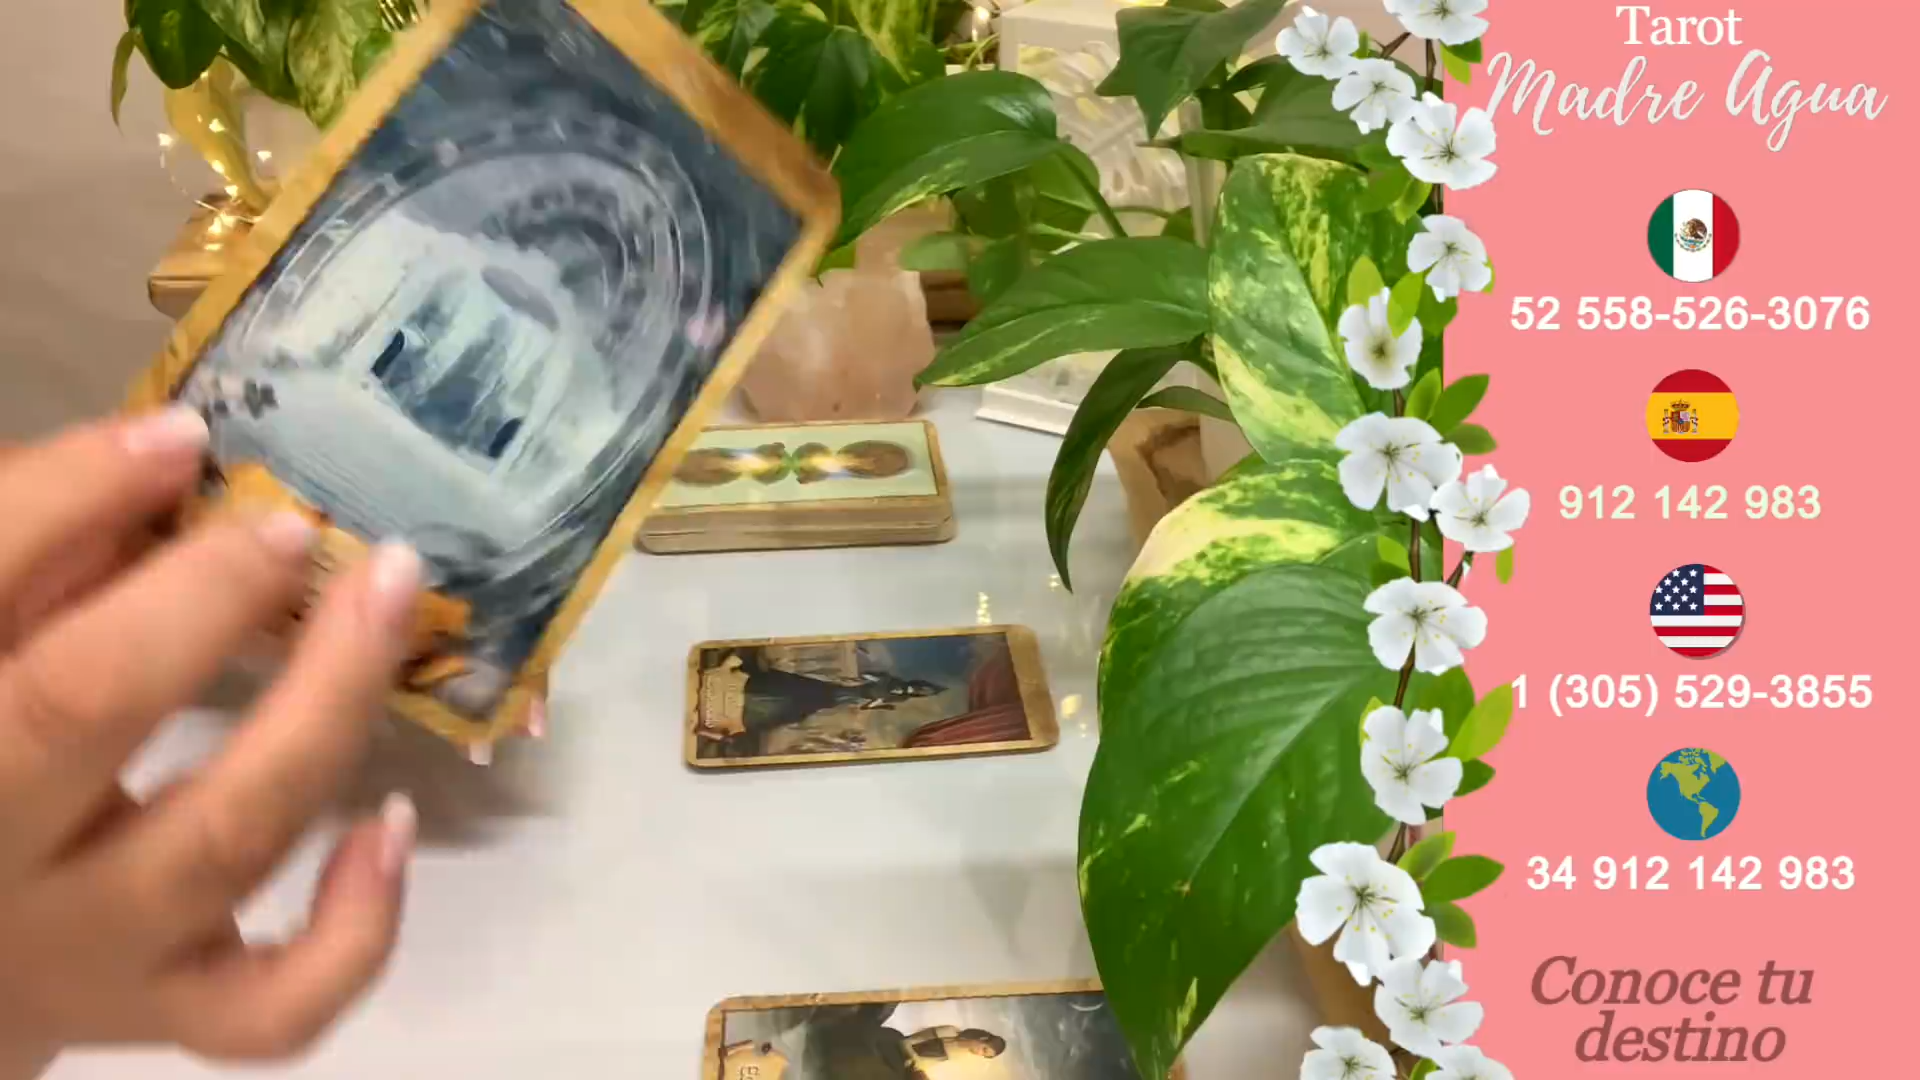 Tarot
Madre Agua
52 558-526-3076
912 142 983
1 (305) 529-3855
34 912 142 983
Conoce tu
destino